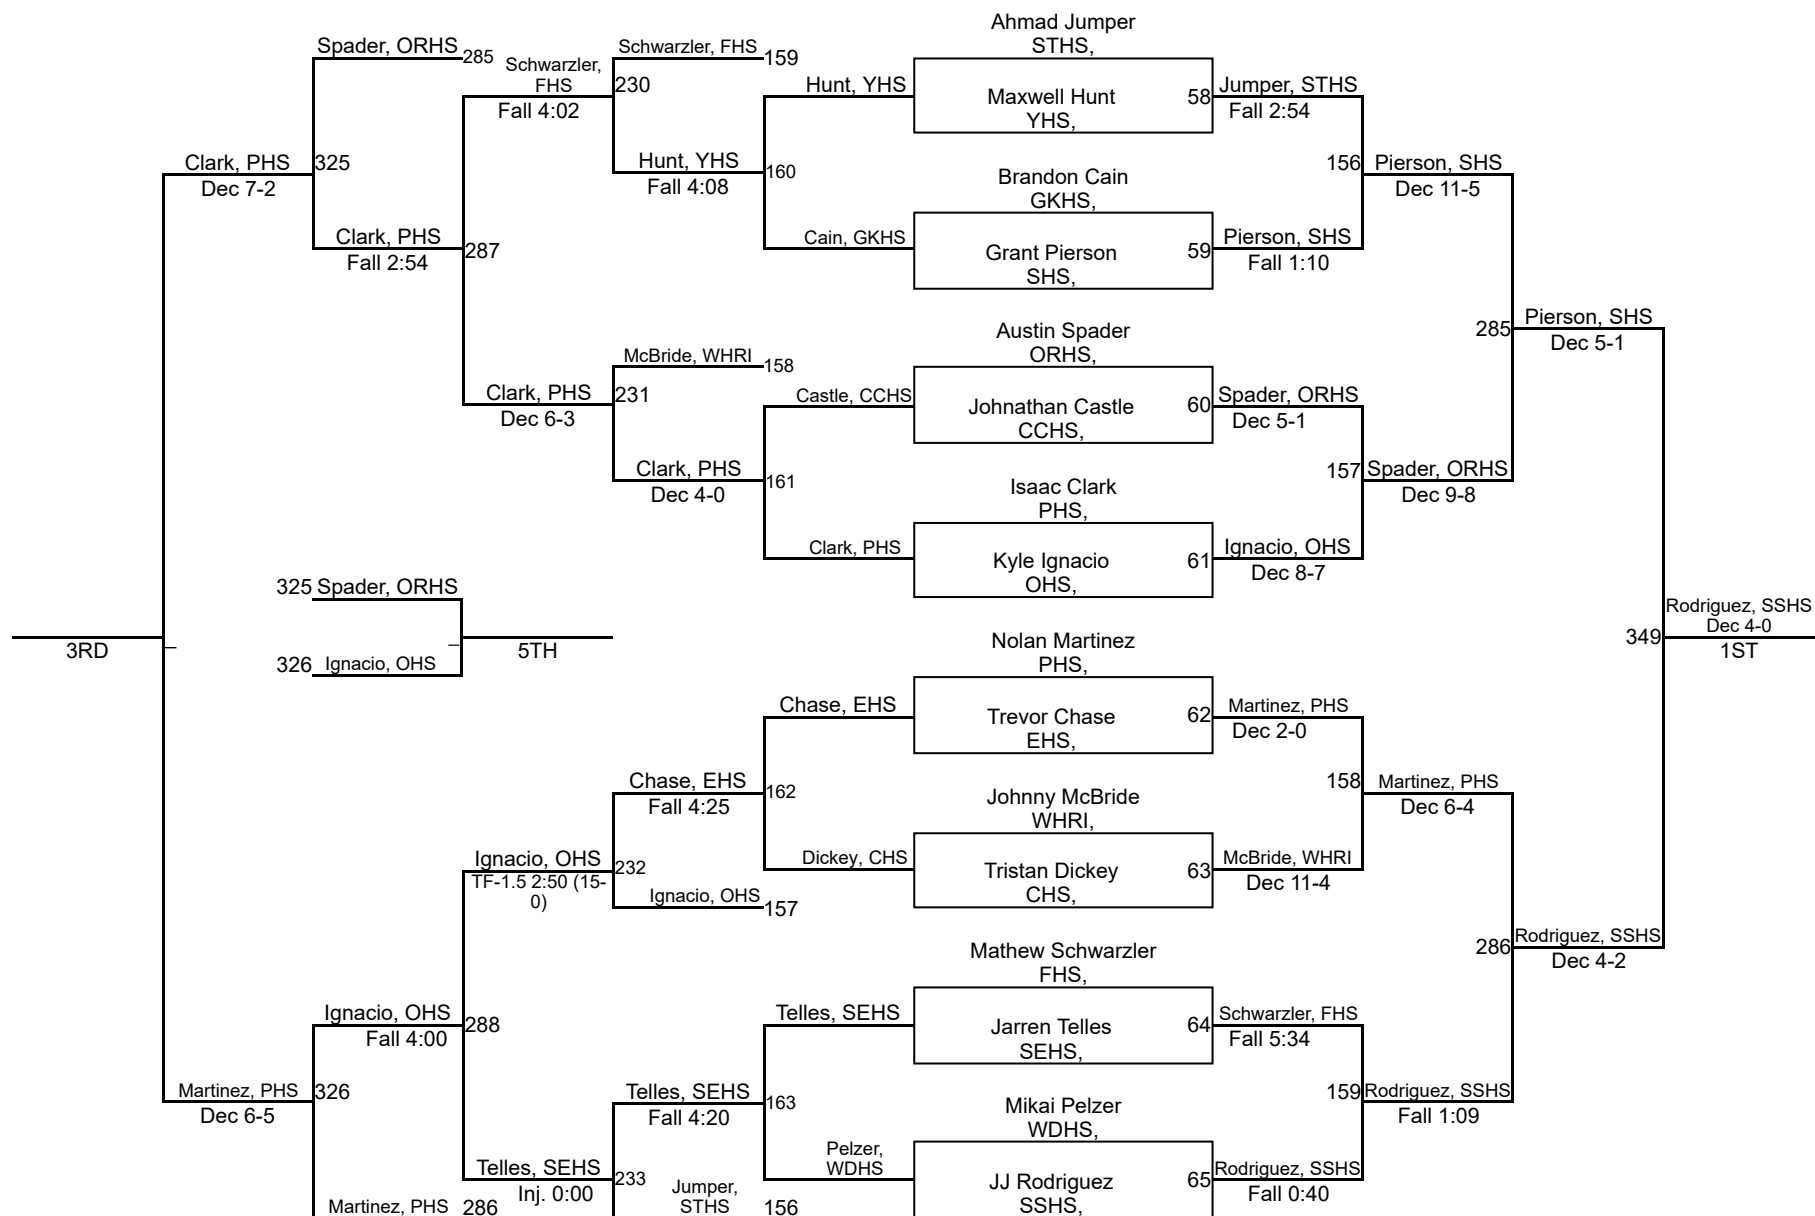 Ahmad Jumper
STHS,
Spader, ORHS
285
Schwarzler,
FHS
Fall 4:02
Schwarzler, FHS
159
230
Hunt, YHS
Maxwell Hunt
YHS,
58
Jumper, STHS
Fall 2:54
Clark, PHS
Dec 7-2
325
Hunt, YHS
Fall 4:08
160
Brandon Cain
GKHS,
156
Pierson, SHS
Dec 11-5
Clark, PHS
Fall 2:54
287
Cain, GKHS
Grant Pierson
SHS,
59
Pierson, SHS
Fall 1:10
Austin Spader
ORHS,
285
Pierson, SHS
Dec 5-1
McBride, WHRI
158
Clark, PHS
Dec 6-3
231
Castle, CCHS
Johnathan Castle
CCHS,
60
Spader, ORHS
Dec 5-1
Clark, PHS
Dec 4-0
161
Isaac Clark
PHS,
157
Spader, ORHS
Dec 9-8
Clark, PHS
Kyle Ignacio
OHS,
61
Ignacio, OHS
Dec 8-7
325
Spader, ORHS
3RD
–
326
Ignacio, OHS
–
5TH
Nolan Martinez
PHS,
349
Rodriguez, SSHS
Dec 4-0
1ST
Chase, EHS
Trevor Chase
EHS,
62
Martinez, PHS
Dec 2-0
Chase, EHS
Fall 4:25
162
Johnny McBride
WHRI,
158
Martinez, PHS
Dec 6-4
Ignacio, OHS
TF-1.5 2:50 (15-
0)
232
Dickey, CHS
Tristan Dickey
CHS,
63
McBride, WHRI
Dec 11-4
Ignacio, OHS
157
Mathew Schwarzler
FHS,
286
Rodriguez, SSHS
Dec 4-2
Ignacio, OHS
Fall 4:00
288
Telles, SEHS
Jarren Telles
SEHS,
64
Schwarzler, FHS
Fall 5:34
Martinez, PHS
Dec 6-5
326
Telles, SEHS
Fall 4:20
163
Mikai Pelzer
WDHS,
159
Rodriguez, SSHS
Fall 1:09
Telles, SEHS
Inj. 0:00
233
Pelzer,
WDHS
JJ Rodriguez
SSHS,
65
Rodriguez, SSHS
Fall 0:40
Martinez, PHS
286
Jumper,
STHS
156